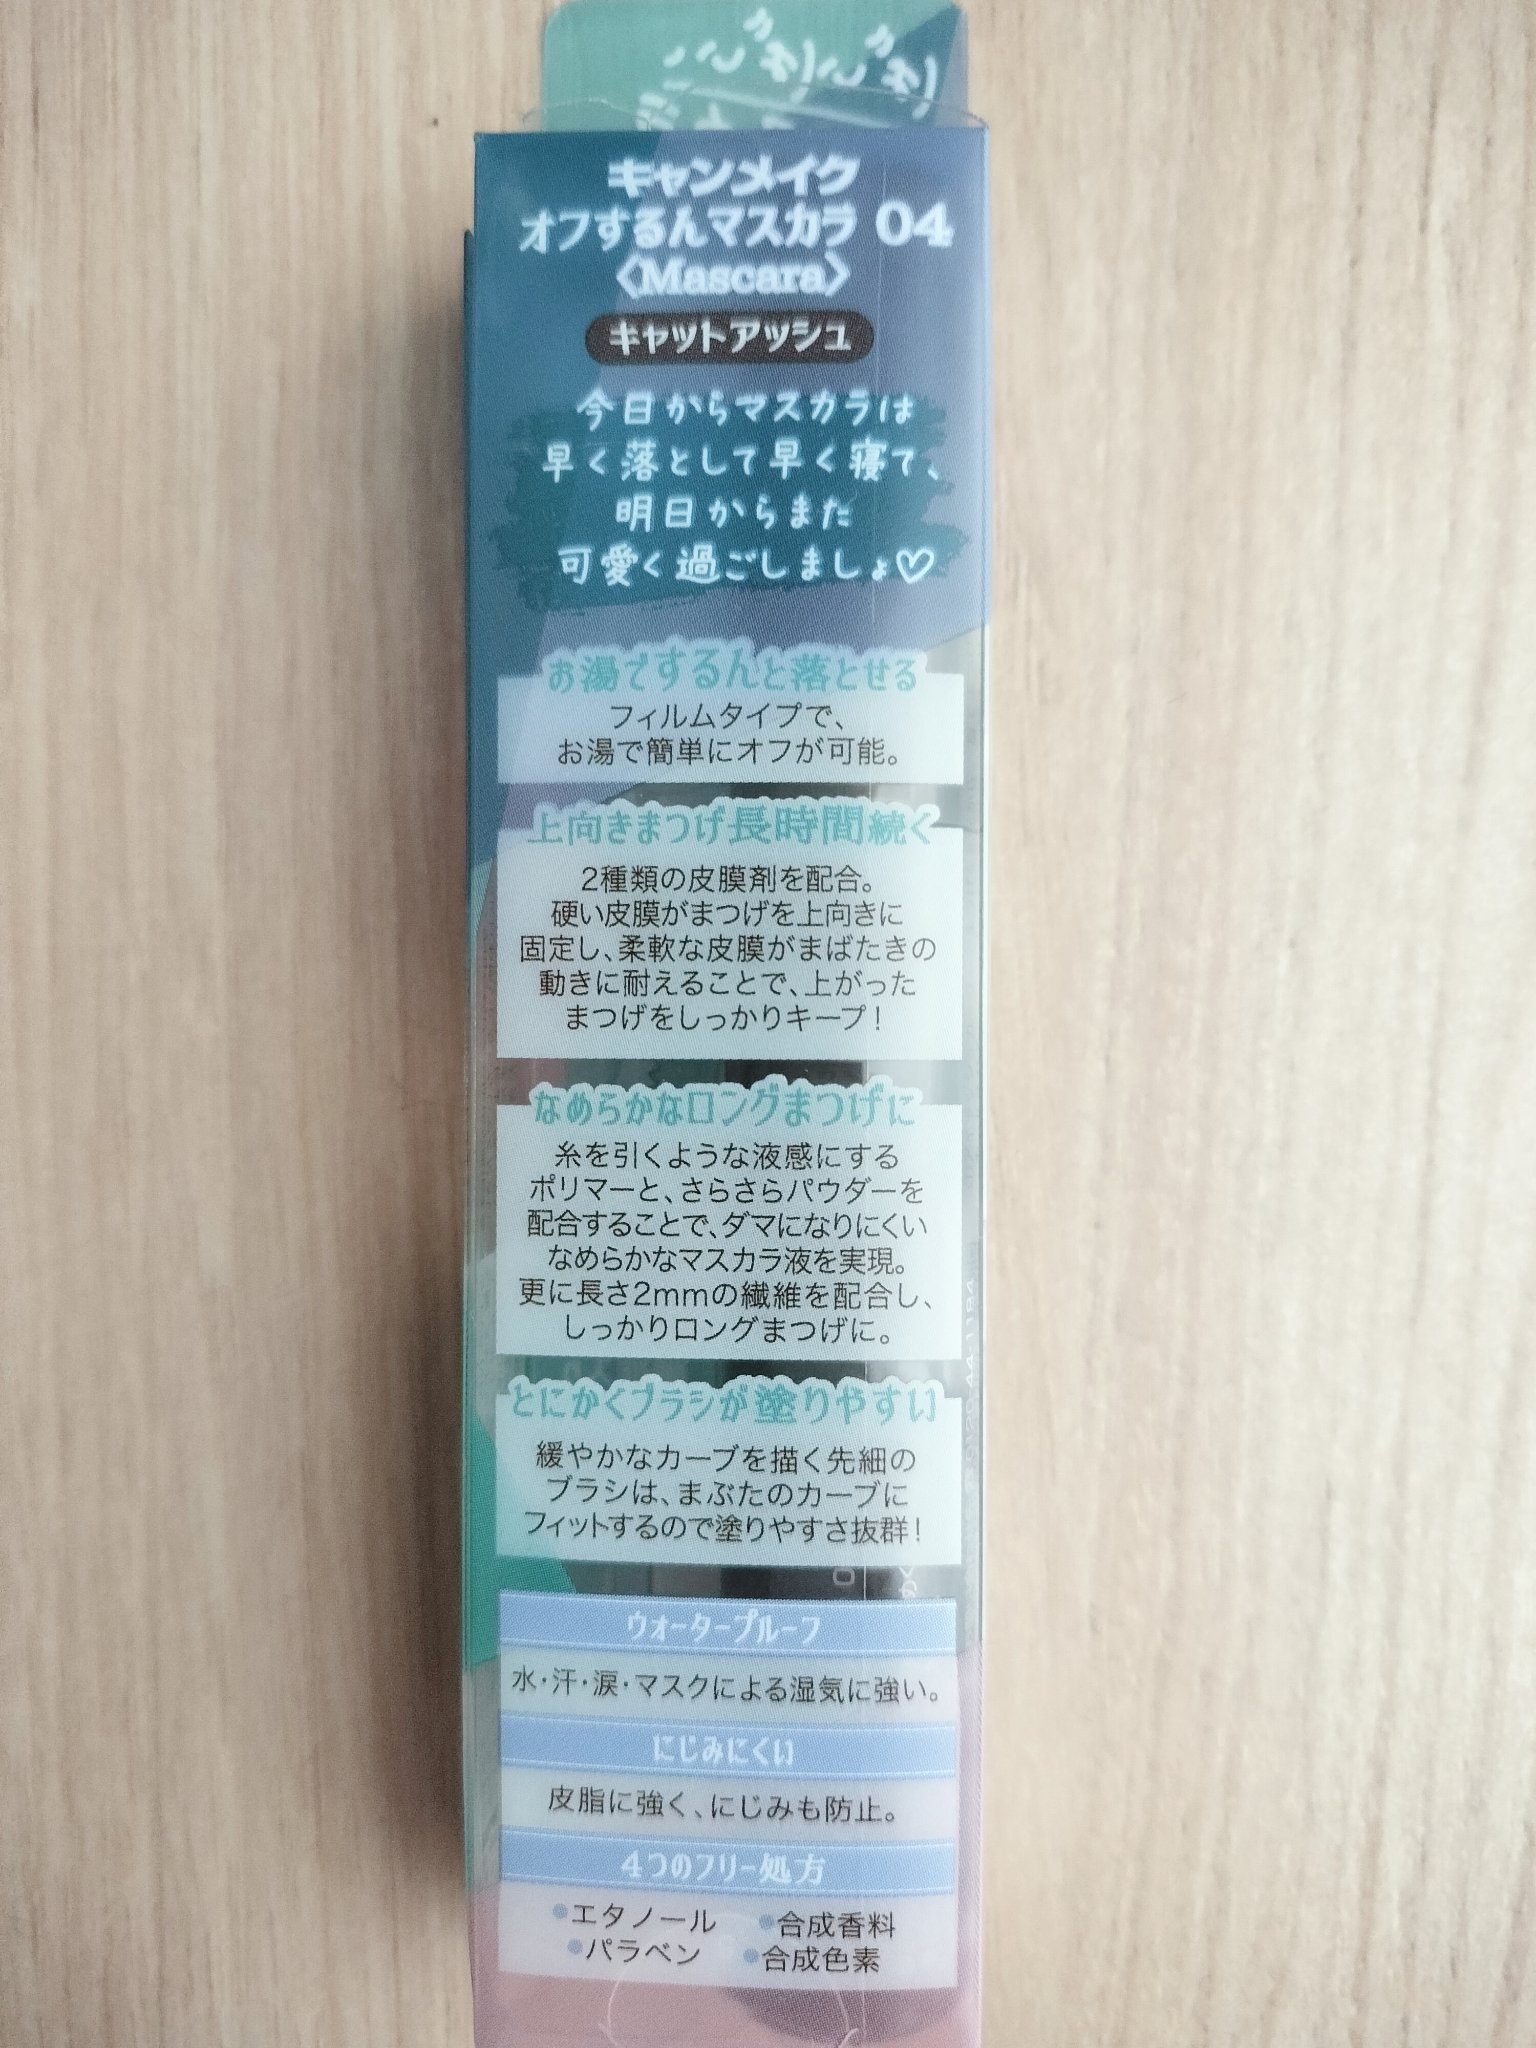 キャンメイク
オフするんマスカラ 04
〈Mascara〉
キャットアッシュ
今日からマスカラは
早く落として早く寝て、
明日からまた
可愛く過ごしましょ♡
お湯でするんと落とせる
フィルムタイプで、
お湯で簡単にオフが可能。
上向きまつげ長時間続く
2種類の皮膜剤を配合。
硬い皮膜がまつげを上向きに
固定し、柔軟な皮膜がまばたきの
動きに耐えることで、上がった
まつげをしっかりキープ!
なめらかなロングまつげに
糸を引くような液感にする
ポリマーと、さらさらパウダーを
配合することで、ダマになりにくい
なめらかなマスカラ液を実現。
更に長さ2mmの繊維を配合し、
しっかりロングまつげに。
とにかくブラシが塗りやすい
緩やかなカーブを描く先細の
ブラシは、まぶたのカーブに
フィットするので塗りやすさ抜群!
ウォータープルーフ
水・汗・涙・マスクによる湿気に強い。
にじみにくい
皮脂に強く、にじみも防止。
4つのフリー処方
●エタノール ●合成香料
●パラベン ●合成色素